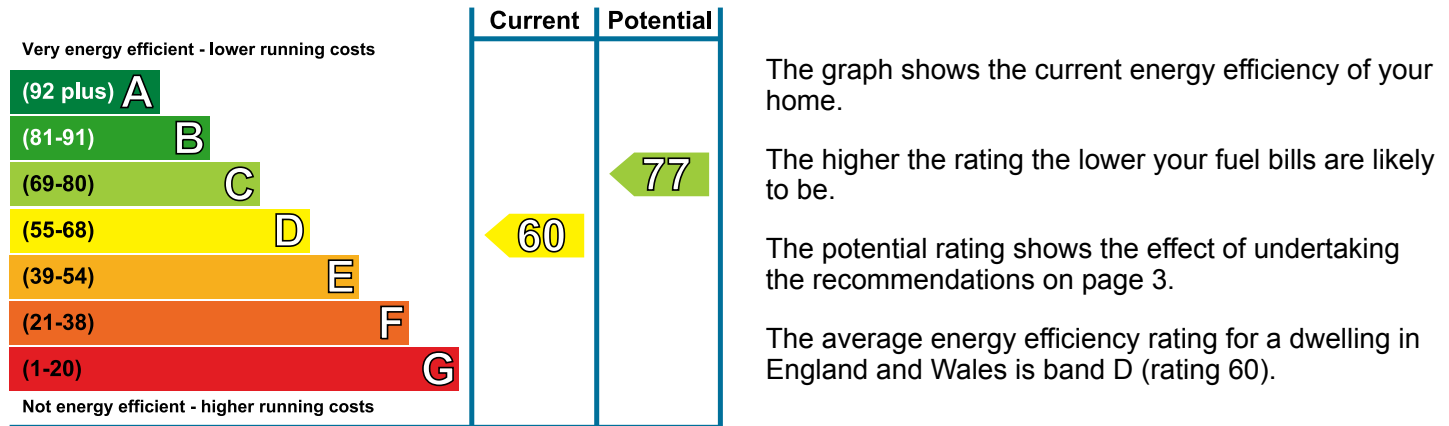 Current Potential
Very energy efficient - lower running costs
(92 plus) A
(81-91) B
(69-80) C
77
(55-68) D
60
(39-54) E
(21-38) F
(1-20) G
Not energy efficient - higher running costs
The graph shows the current energy efficiency of your
home.
The higher the rating the lower your fuel bills are likely
to be.
The potential rating shows the effect of undertaking
the recommendations on page 3.
The average energy efficiency rating for a dwelling in
England and Wales is band D (rating 60).